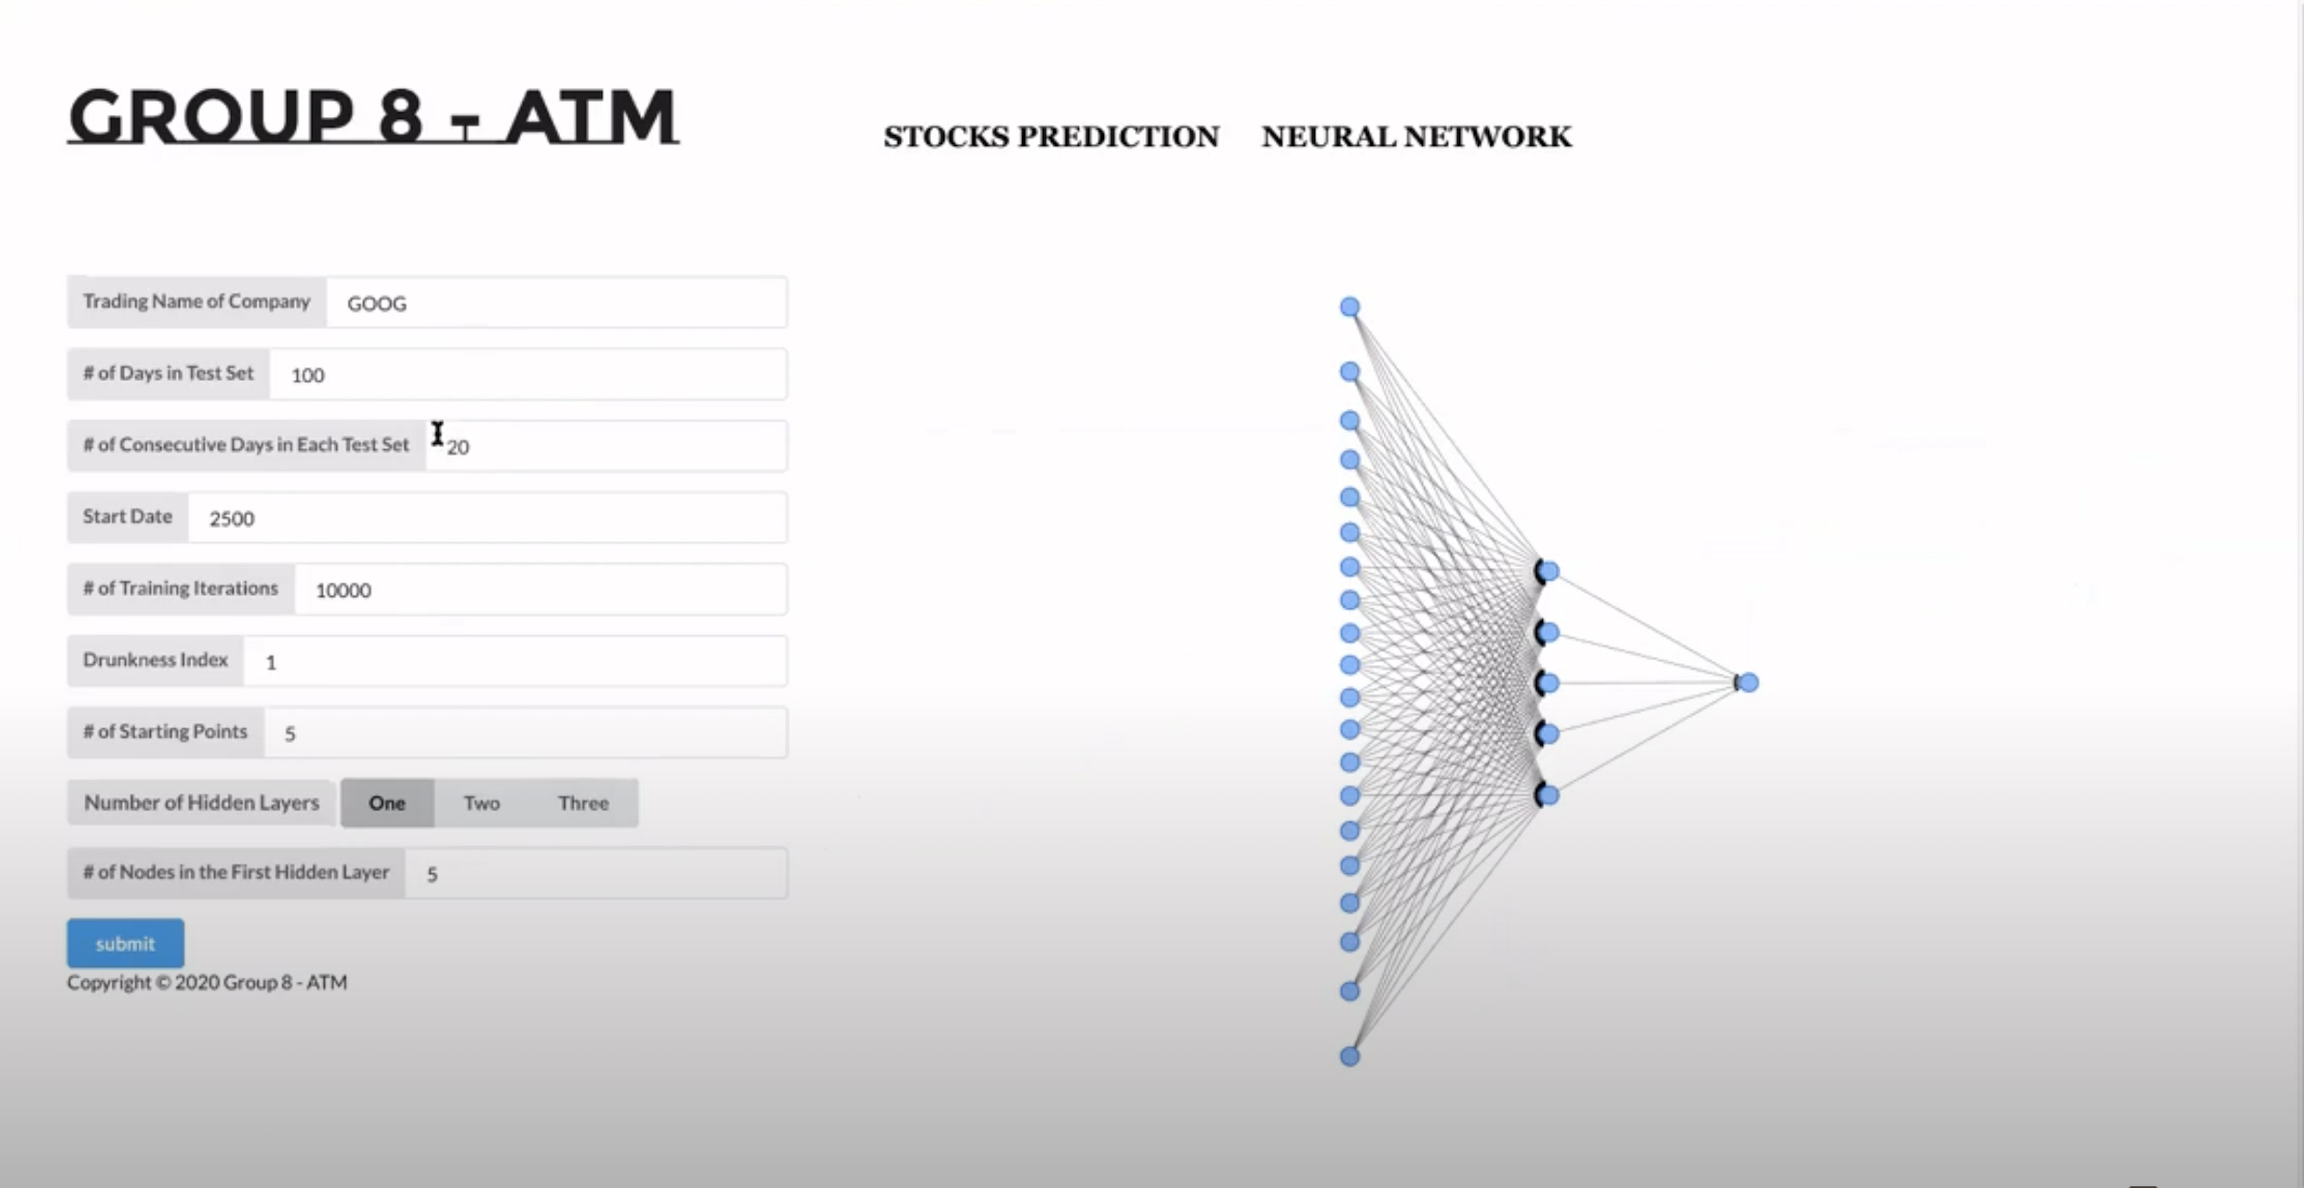 GROUP 8 - ATM
STOCKS PREDICTION NEURAL NETWORK
Trading Name of Company GOOG
# of Days in Test Set 100
# of Consecutive Days in Each Test Set 20
Start Date 2500
# of Training Iterations 10000
Drunkness Index 1
# of Starting Points 5
Number of Hidden Layers One Two Three
# of Nodes in the First Hidden Layer 5
submit
Copyright © 2020 Group 8 - ATM